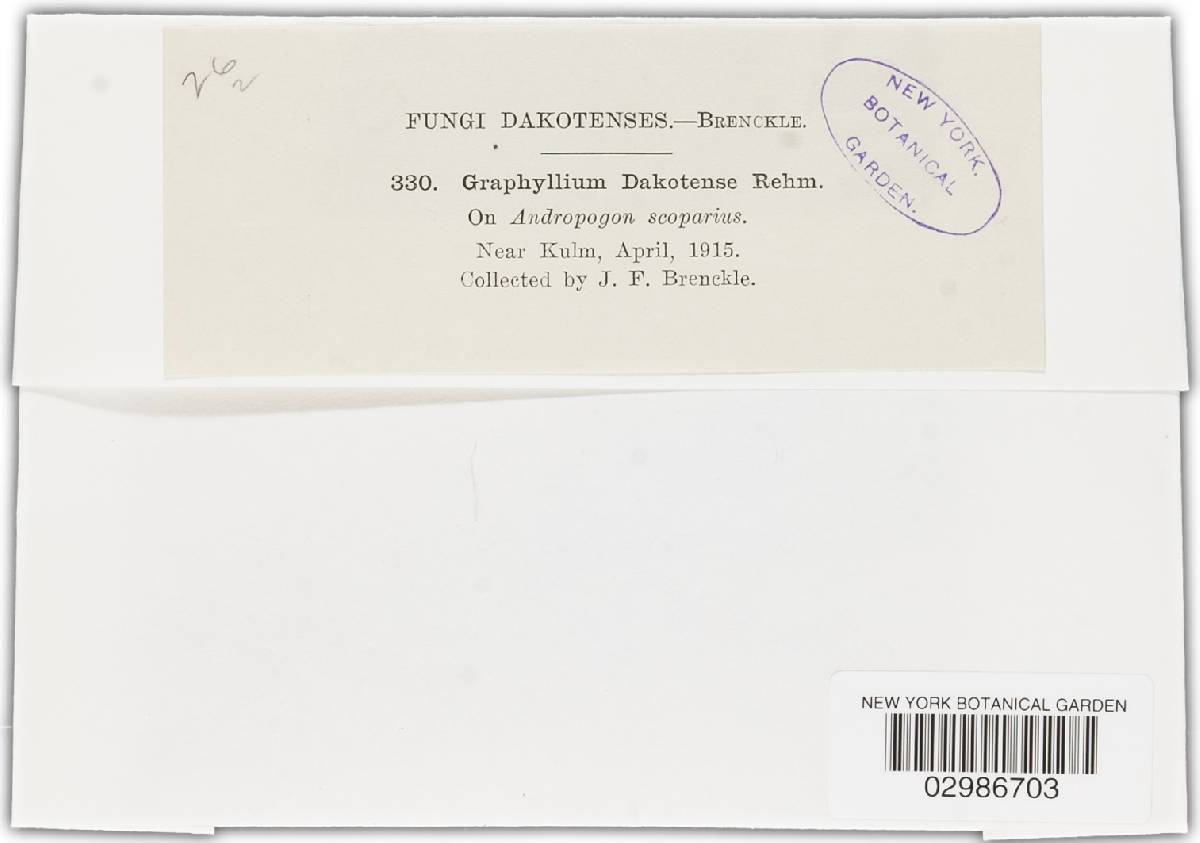 262
FUNGI DAKOTENSES.—BRENCKLE.
NEW YORK.
BOTANICAL
GARDEN.
330. Graphyllium Dakotense Rehm.
On Andropogon scoparius.
Near Kulm, April, 1915.
Collected by J. F. Brenckle.
NEW YORK BOTANICAL GARDEN
02986703